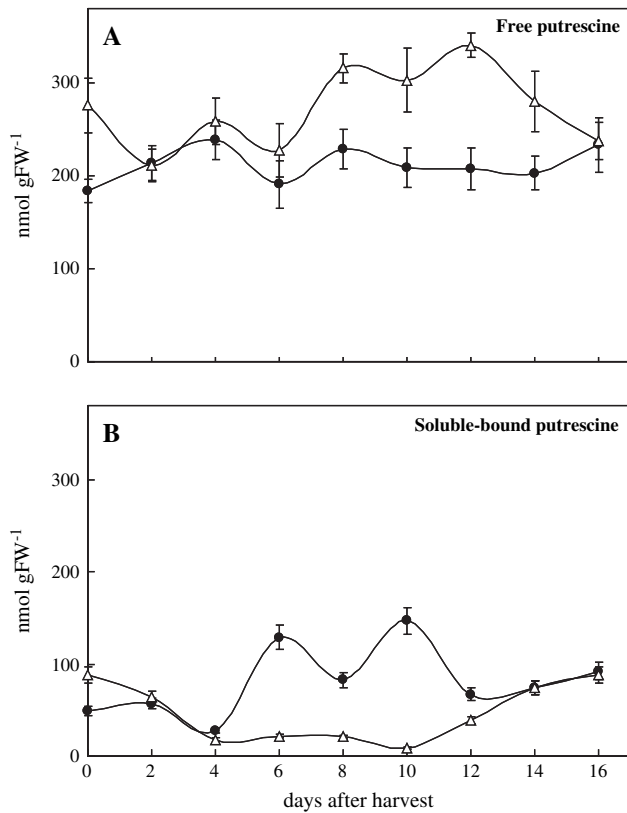 A
Free putrescine
300
200
100
0
nmol gFW⁻¹
B
Soluble-bound putrescine
300
200
100
0
nmol gFW⁻¹
0 2 4 6 8 10 12 14 16
days after harvest